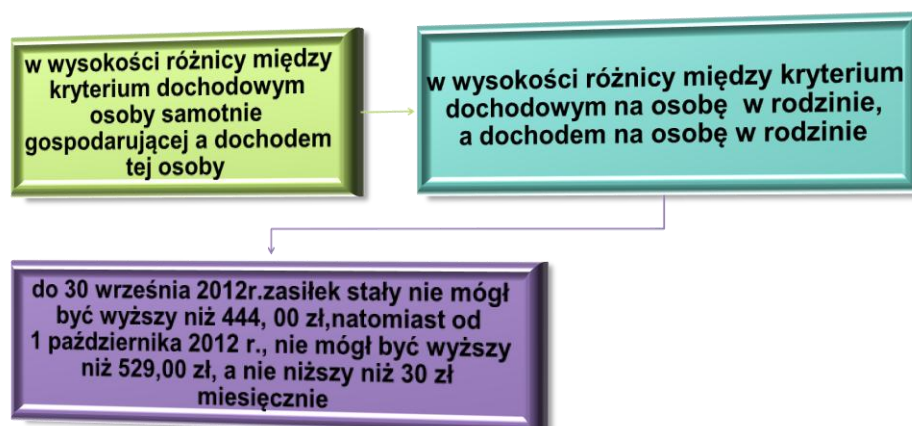 w wysokości różnicy między
kryterium dochodowym
osoby samotnie
gospodarującej a dochodem
tej osoby
w wysokości różnicy między kryterium
dochodowym na osobę w rodzinie,
a dochodem na osobę w rodzinie
do 30 września 2012r.zasiłek stały nie mógł
być wyższy niż 444, 00 zł,natomiast od
1 października 2012 r., nie mógł być wyższy
niż 529,00 zł, a nie niższy niż 30 zł
miesięcznie